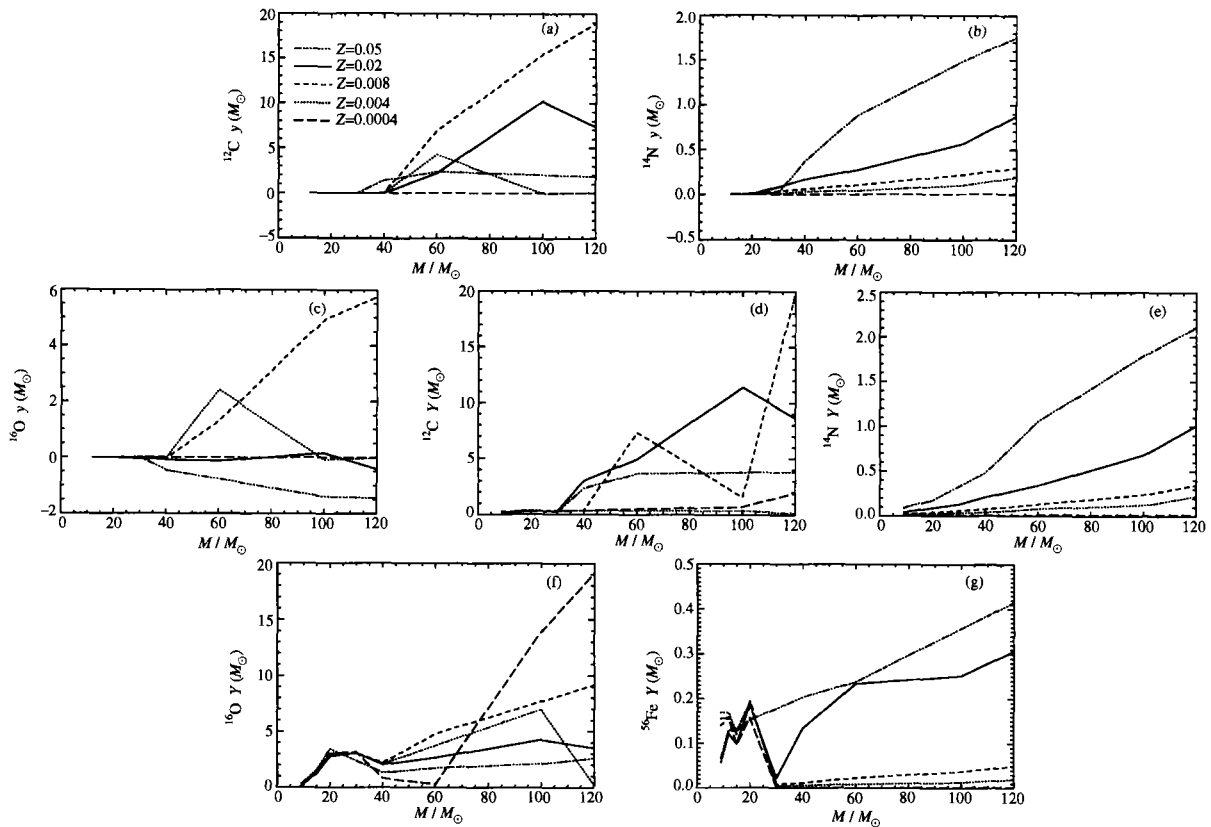 (a)
20
15
10
5
0
−5
¹²C y (M☉)
Z=0.05
Z=0.02
Z=0.008
Z=0.004
Z=0.0004
0 20 40 60 80 100 120
M / M☉
(b)
2.0
1.5
1.0
0.5
0.0
−0.5
¹⁴N y (M☉)
0 20 40 60 80 100 120
M / M☉
(c)
6
4
2
0
−2
¹⁶O y (M☉)
0 20 40 60 80 100 120
M / M☉
(d)
20
15
10
5
0
¹²C Y (M☉)
0 20 40 60 80 100 120
M / M☉
(e)
2.5
2.0
1.5
1.0
0.5
0.0
¹⁴N Y (M☉)
0 20 40 60 80 100 120
M / M☉
(f)
20
15
10
5
0
¹⁶O Y (M☉)
0 20 40 60 80 100 120
M / M☉
(g)
0.5
0.4
0.3
0.2
0.1
0.0
⁵⁶Fe Y (M☉)
0 20 40 60 80 100 120
M / M☉